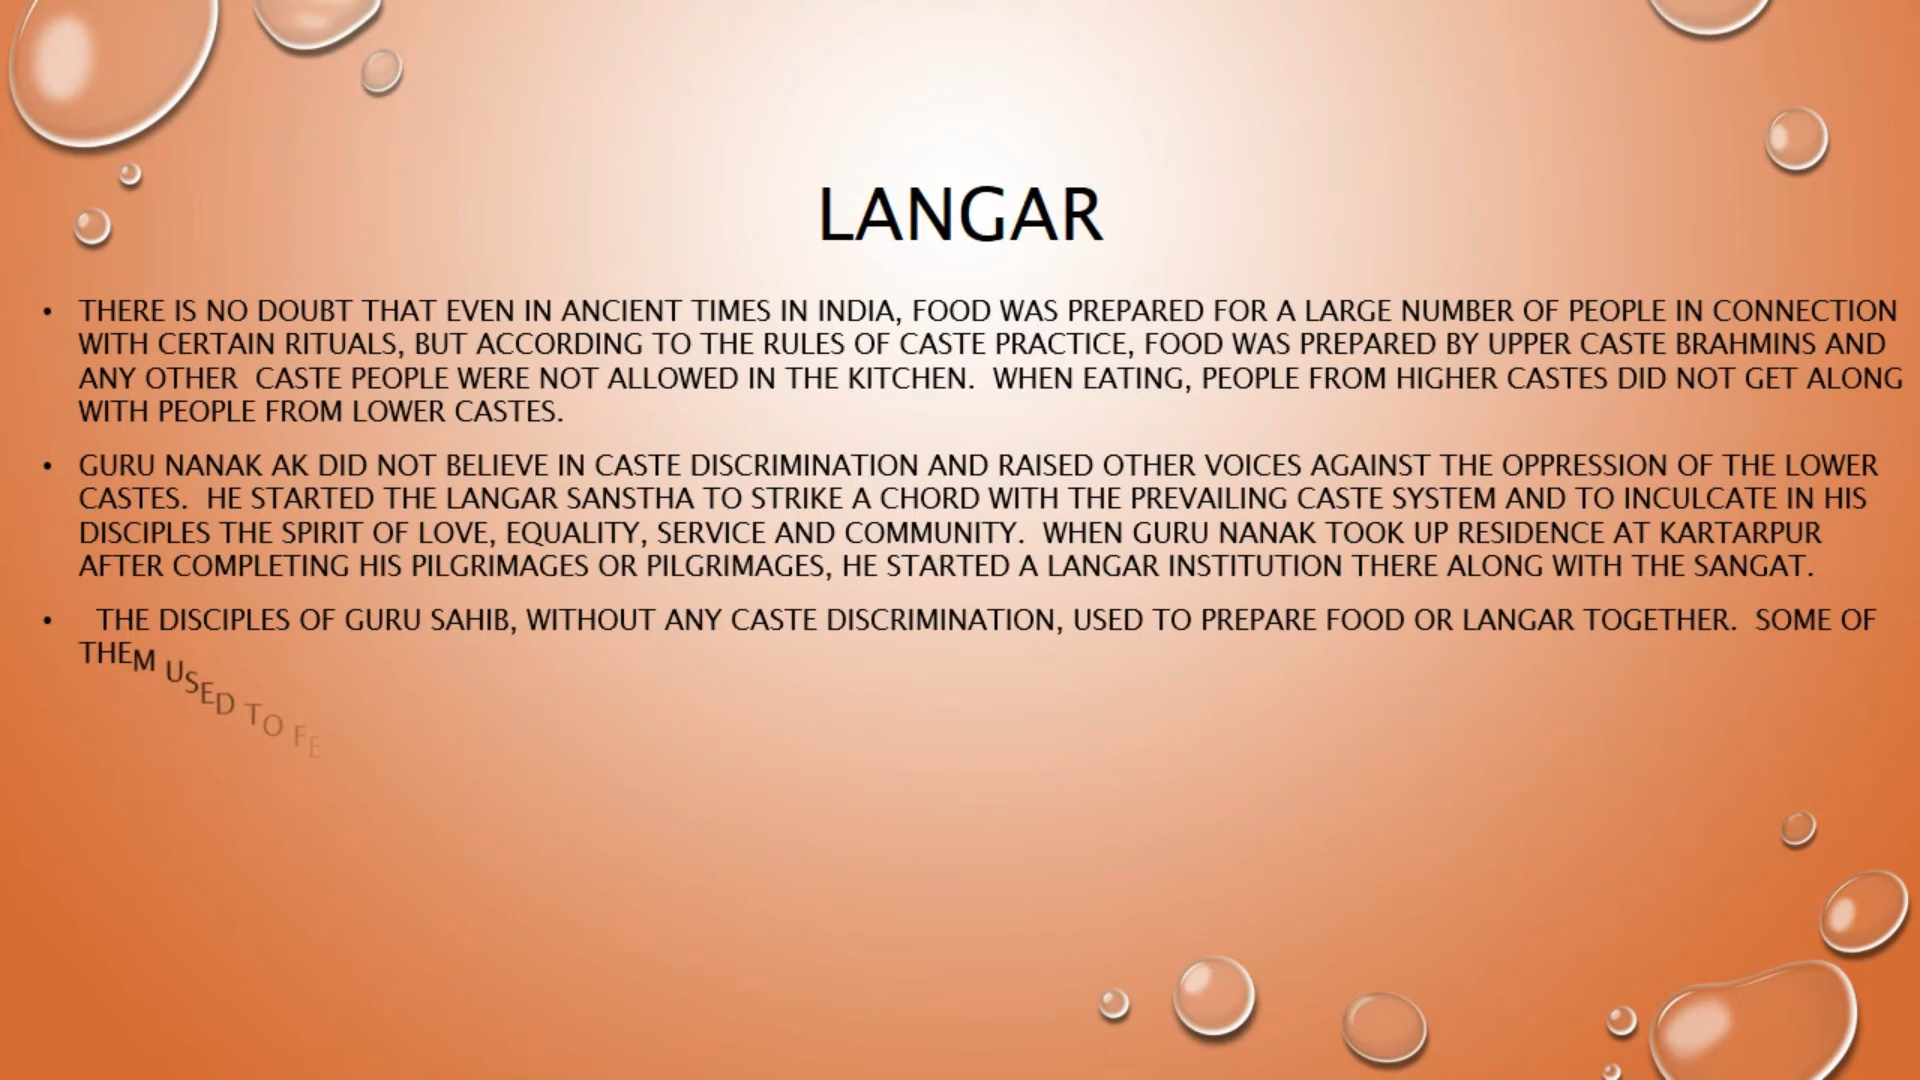 LANGAR
• THERE IS NO DOUBT THAT EVEN IN ANCIENT TIMES IN INDIA, FOOD WAS PREPARED FOR A LARGE NUMBER OF PEOPLE IN CONNECTION
WITH CERTAIN RITUALS, BUT ACCORDING TO THE RULES OF CASTE PRACTICE, FOOD WAS PREPARED BY UPPER CASTE BRAHMINS AND
ANY OTHER  CASTE PEOPLE WERE NOT ALLOWED IN THE KITCHEN.  WHEN EATING, PEOPLE FROM HIGHER CASTES DID NOT GET ALONG
WITH PEOPLE FROM LOWER CASTES.
• GURU NANAK AK DID NOT BELIEVE IN CASTE DISCRIMINATION AND RAISED OTHER VOICES AGAINST THE OPPRESSION OF THE LOWER
CASTES.  HE STARTED THE LANGAR SANSTHA TO STRIKE A CHORD WITH THE PREVAILING CASTE SYSTEM AND TO INCULCATE IN HIS
DISCIPLES THE SPIRIT OF LOVE, EQUALITY, SERVICE AND COMMUNITY.  WHEN GURU NANAK TOOK UP RESIDENCE AT KARTARPUR
AFTER COMPLETING HIS PILGRIMAGES OR PILGRIMAGES, HE STARTED A LANGAR INSTITUTION THERE ALONG WITH THE SANGAT.
•  THE DISCIPLES OF GURU SAHIB, WITHOUT ANY CASTE DISCRIMINATION, USED TO PREPARE FOOD OR LANGAR TOGETHER.  SOME OF
THEM USED TO FE